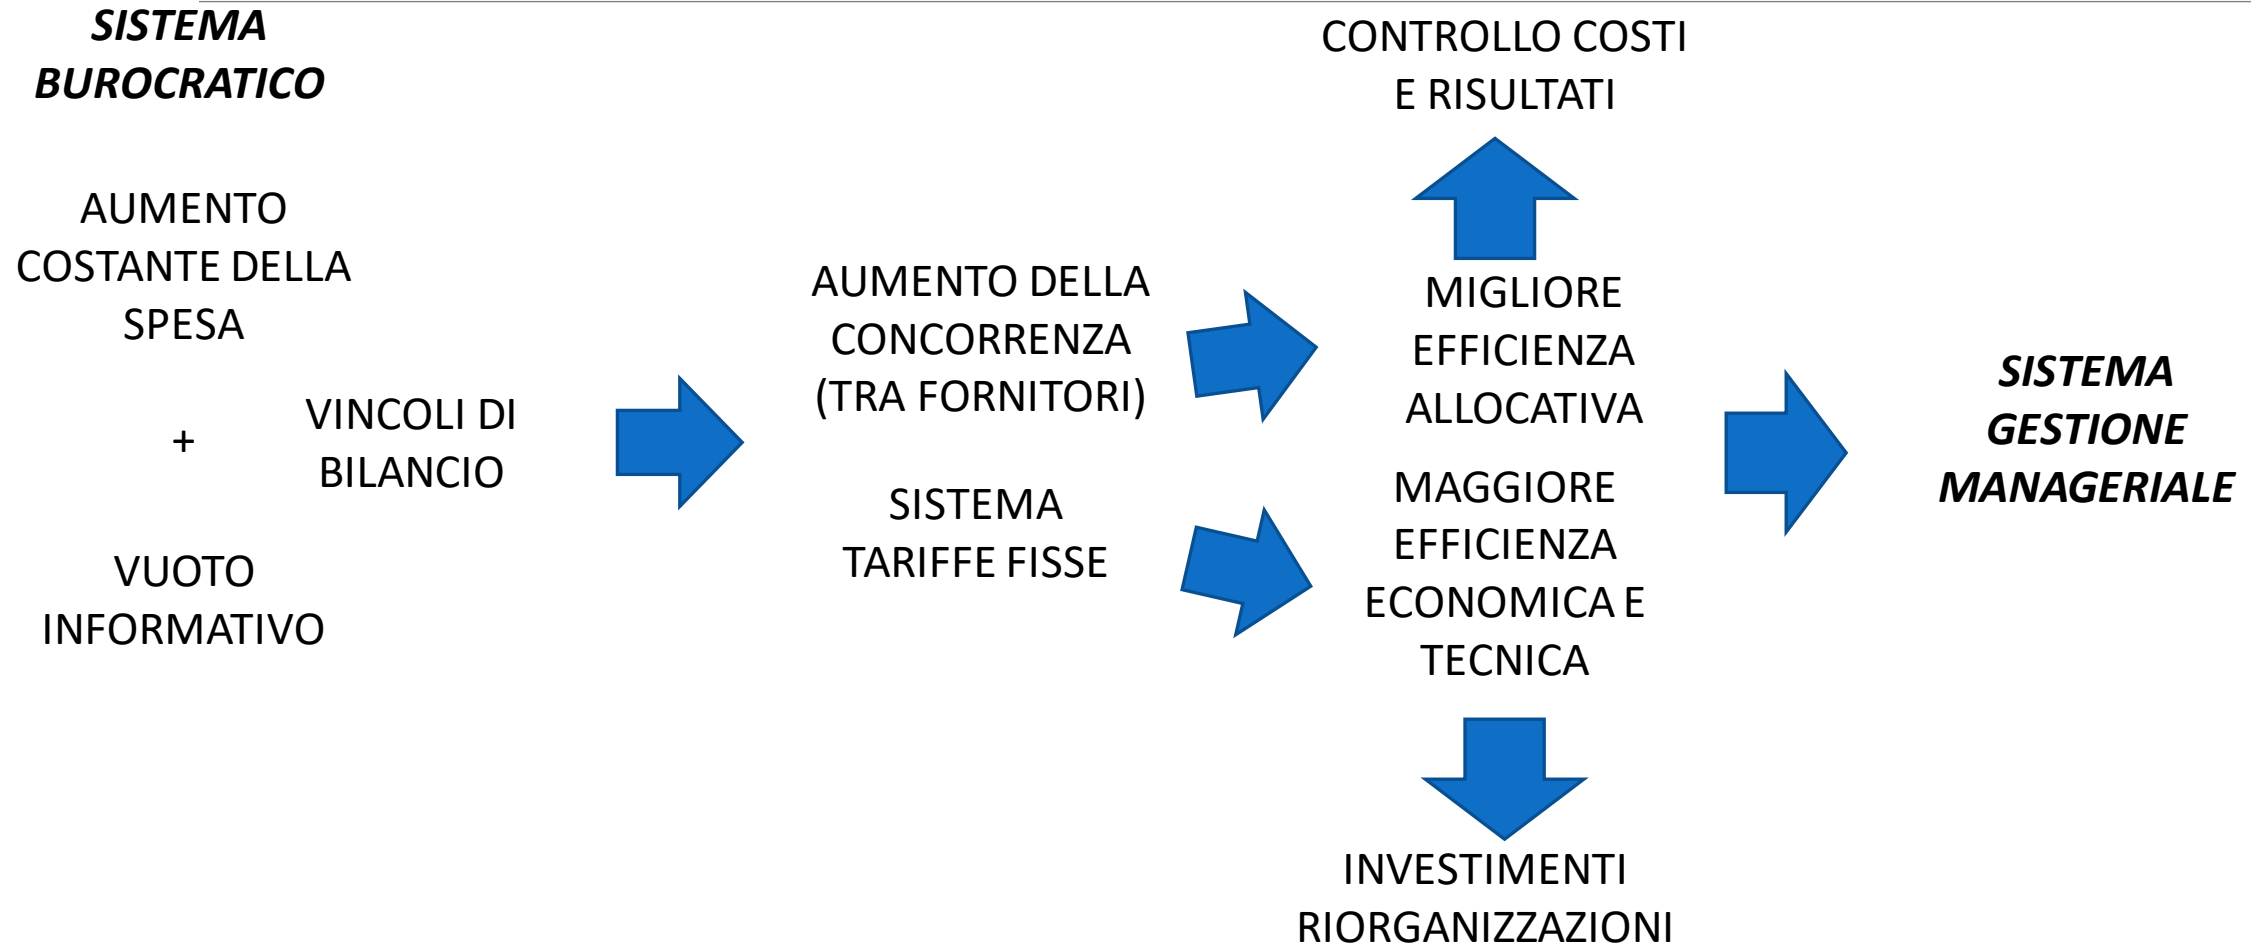 SISTEMA
BUROCRATICO
AUMENTO
COSTANTE DELLA
SPESA
+
VINCOLI DI
BILANCIO
VUOTO
INFORMATIVO
AUMENTO DELLA
CONCORRENZA
(TRA FORNITORI)
SISTEMA
TARIFFE FISSE
CONTROLLO COSTI
E RISULTATI
MIGLIORE
EFFICIENZA
ALLOCATIVA
MAGGIORE
EFFICIENZA
ECONOMICA E
TECNICA
INVESTIMENTI
RIORGANIZZAZIONI
SISTEMA
GESTIONE
MANAGERIALE